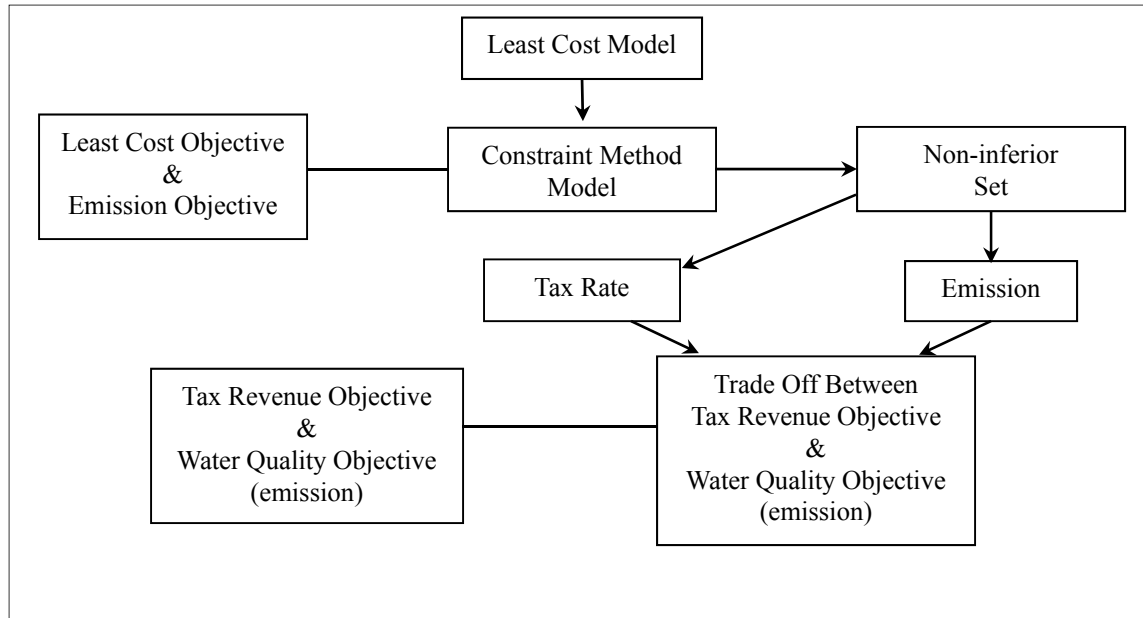 Least Cost Model
Least Cost Objective
&
Emission Objective
Constraint Method
Model
Non-inferior
Set
Tax Rate
Emission
Tax Revenue Objective
&
Water Quality Objective
(emission)
Trade Off Between
Tax Revenue Objective
&
Water Quality Objective
(emission)